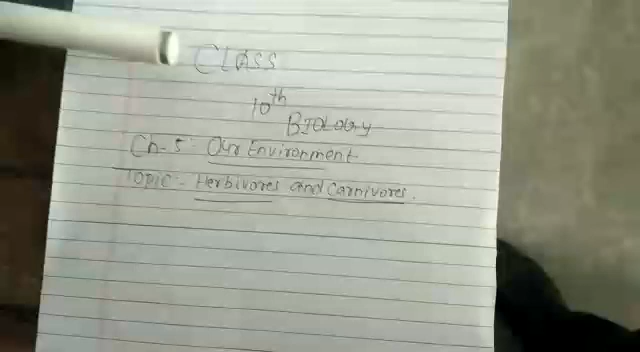 CLASS
10th
BIOLOGY
Ch-5: Our Environment
Topic- Herbivores and Carnivores.